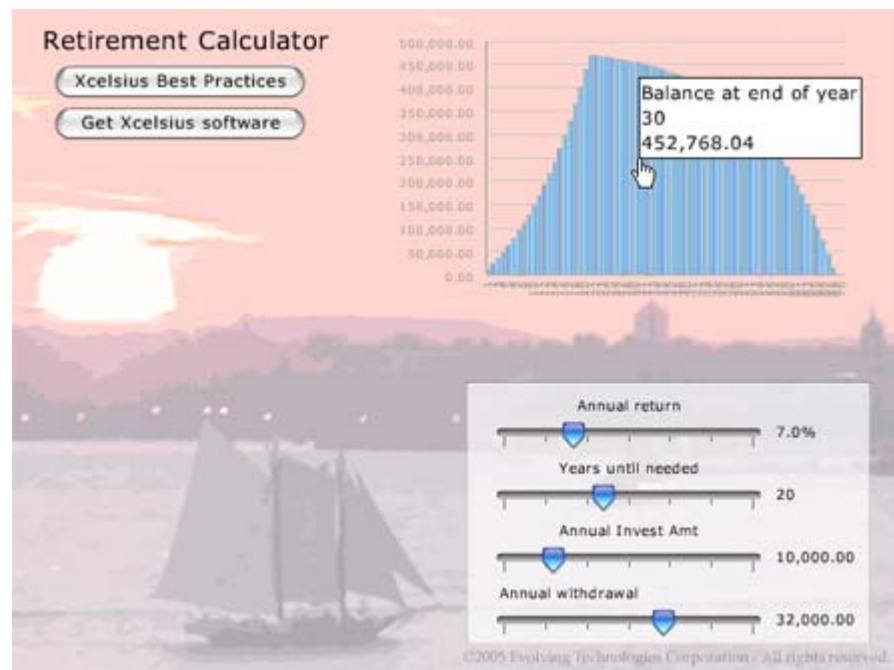 Retirement Calculator
Xcelsius Best Practices
Get Xcelsius software
500,000.00
450,000.00
400,000.00
350,000.00
300,000.00
250,000.00
200,000.00
150,000.00
100,000.00
50,000.00
0.00
Balance at end of year
30
452,768.04
Annual return
7.0%
Years until needed
20
Annual Invest Amt
10,000.00
Annual withdrawal
32,000.00
©2005 Evolving Technologies Corporation - All rights reserved